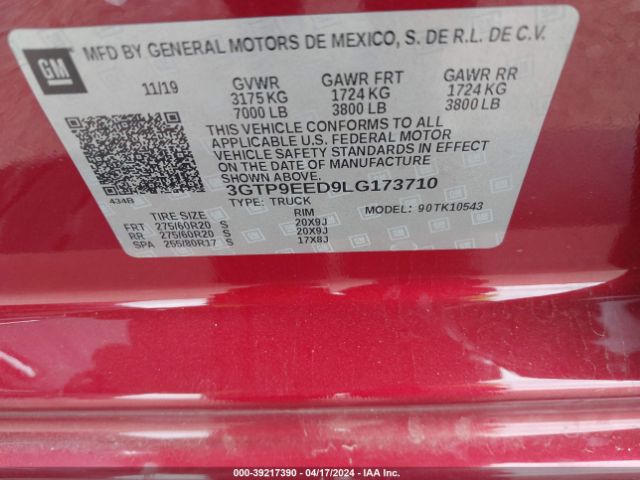 GM
MFD BY GENERAL MOTORS DE MEXICO, S. DE R.L. DE C.V.
11/19 GVWR GAWR FRT GAWR RR
3175 KG 1724 KG 1724 KG
7000 LB 3800 LB 3800 LB
THIS VEHICLE CONFORMS TO ALL
APPLICABLE U.S. FEDERAL MOTOR
VEHICLE SAFETY STANDARDS IN EFFECT
ON THE DATE OF MANUFACTURE
SHOWN ABOVE.
3GTP9EED9LG173710
434B TYPE: TRUCK MODEL: 90TK10543
TIRE SIZE RIM
FRT 275/60R20 S 20X9J
RR 275/60R20 S 20X9J
SPA 255/80R17 S 17X8J
000-39217390 - 04/17/2024 - IAA Inc.